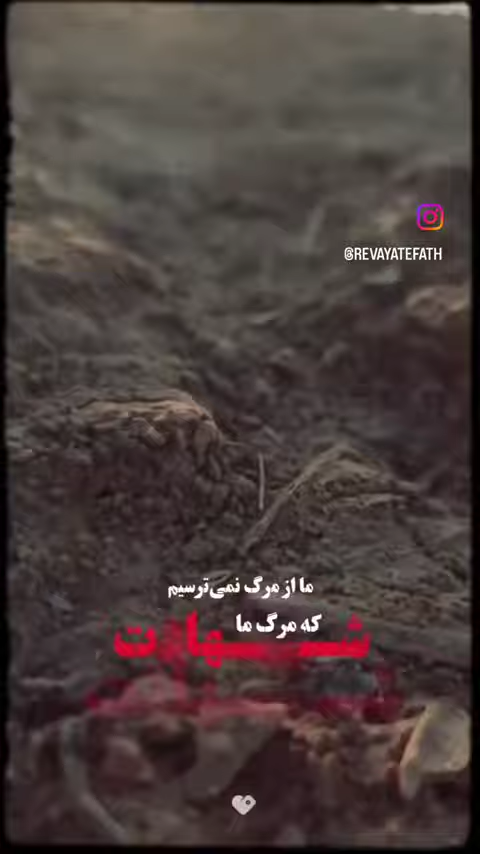 @REVAYATEFATH
ما از مرگ نمی‌ترسیم
که مرگ ما
شهادت